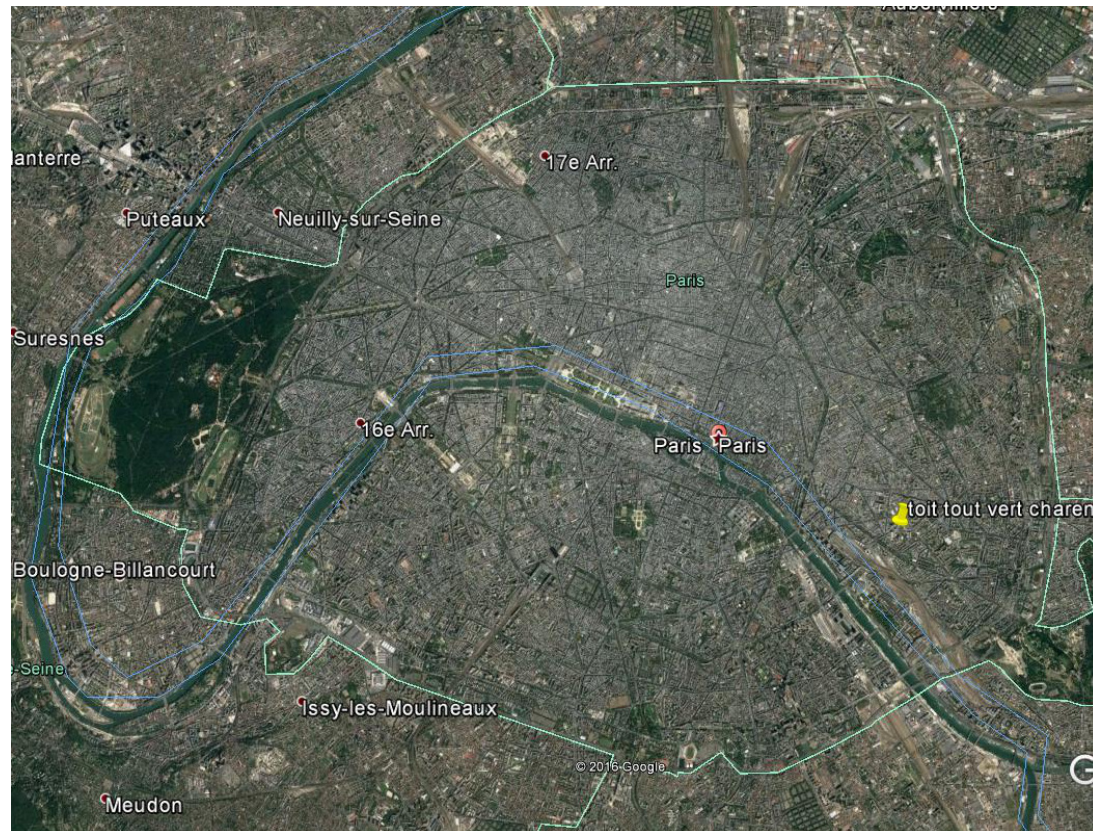 Aubervilliers
lanterre
17e Arr.
Puteaux
Neuilly-sur-Seine
Paris
Suresnes
16e Arr.
Paris Paris
toit tout vert charen
Boulogne-Billancourt
e-Seine
Issy-les-Moulineaux
© 2016 Google
G
Meudon